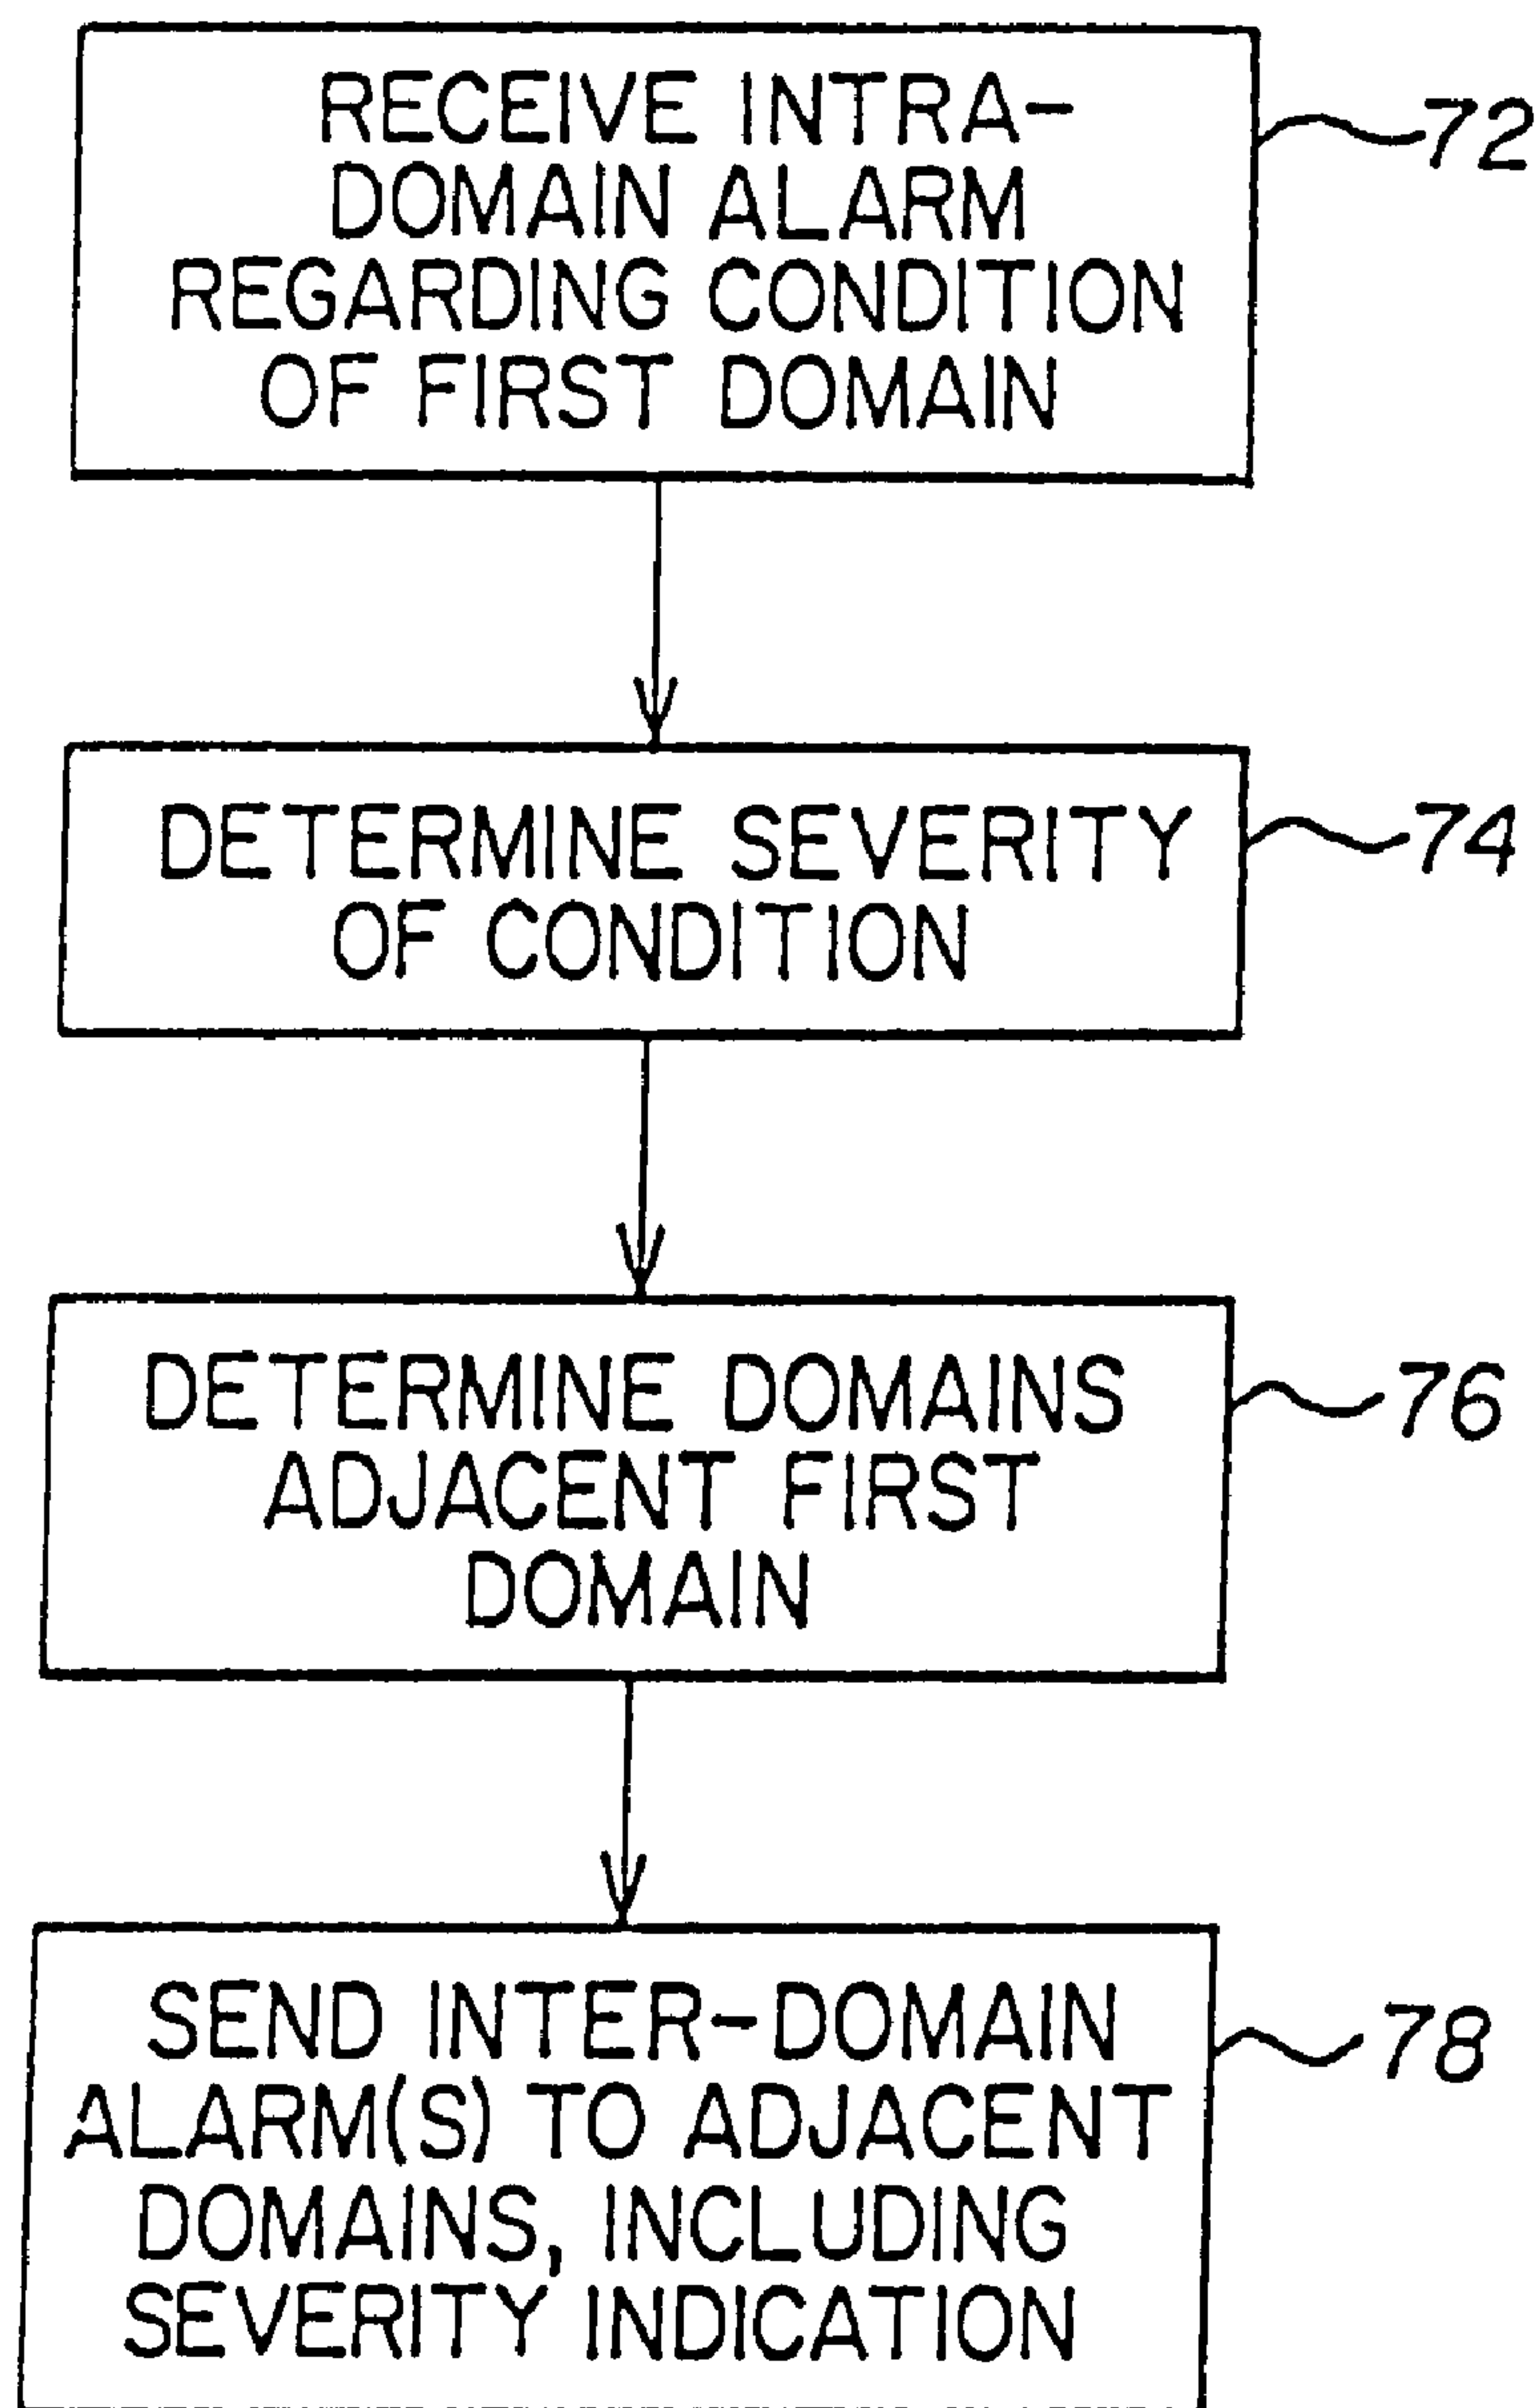 RECEIVE INTRA-
DOMAIN ALARM
REGARDING CONDITION
OF FIRST DOMAIN
72
DETERMINE SEVERITY
OF CONDITION
74
DETERMINE DOMAINS
ADJACENT FIRST
DOMAIN
76
SEND INTER-DOMAIN
ALARM(S) TO ADJACENT
DOMAINS, INCLUDING
SEVERITY INDICATION
78